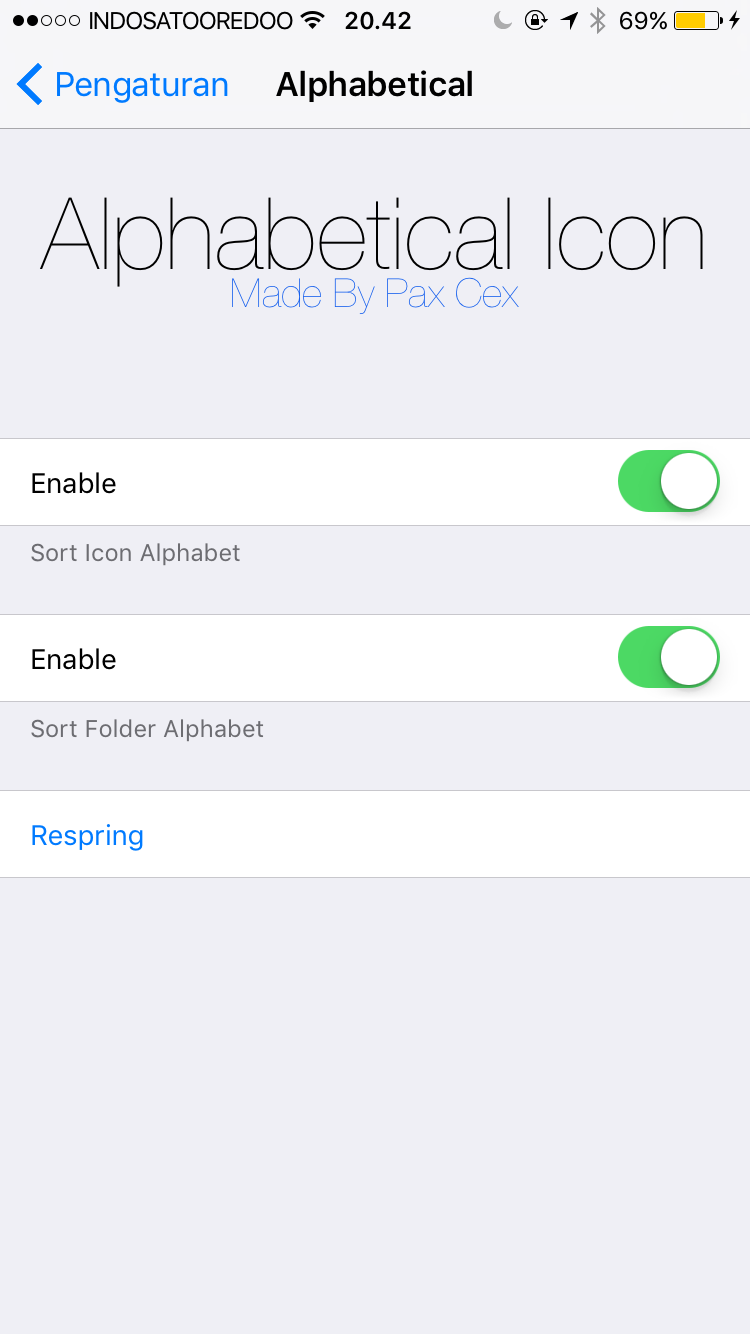 INDOSATOOREDOO 20.42 69%
Pengaturan Alphabetical
Alphabetical Icon
Made By Pax Cex
Enable
Sort Icon Alphabet
Enable
Sort Folder Alphabet
Respring